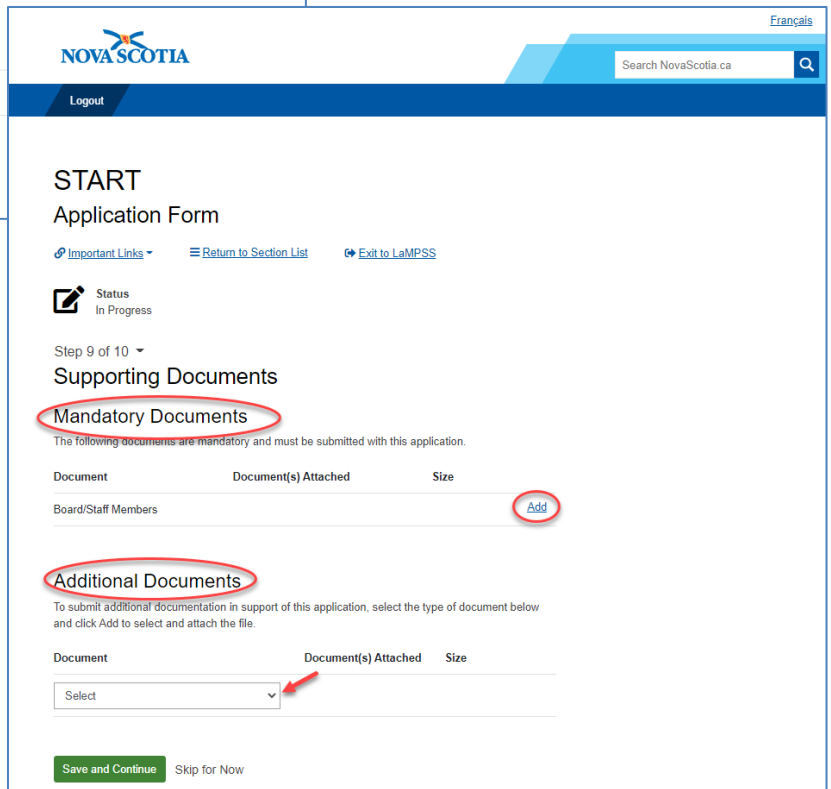 Français
NOVA SCOTIA
Search NovaScotia.ca
Logout
START
Application Form
Important Links Return to Section List Exit to LaMPSS
Status
In Progress
Step 9 of 10
Supporting Documents
Mandatory Documents
The following documents are mandatory and must be submitted with this application.
Document Document(s) Attached Size
Board/Staff Members Add
Additional Documents
To submit additional documentation in support of this application, select the type of document below
and click Add to select and attach the file.
Document Document(s) Attached Size
Select
Save and Continue Skip for Now